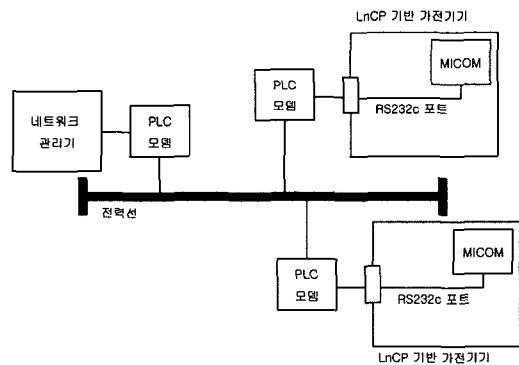 LnCP 기반 가전기기
MICOM
RS232c 포트
PLC
모뎀
네트워크
관리기
PLC
모뎀
전력선
PLC
모뎀
MICOM
RS232c 포트
LnCP 기반 가전기기